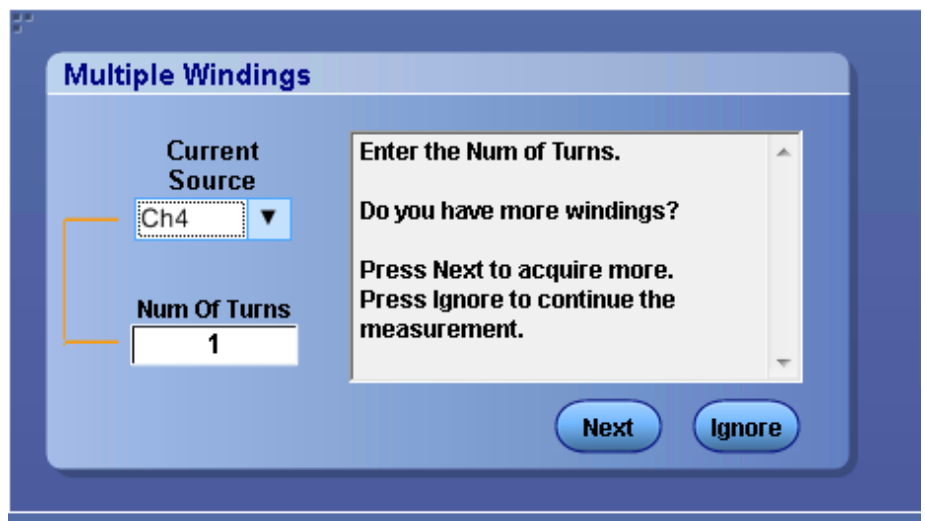 Multiple Windings
Current
Source
Ch4
Num Of Turns
1
Enter the Num of Turns.
Do you have more windings?
Press Next to acquire more.
Press Ignore to continue the
measurement.
Next
Ignore